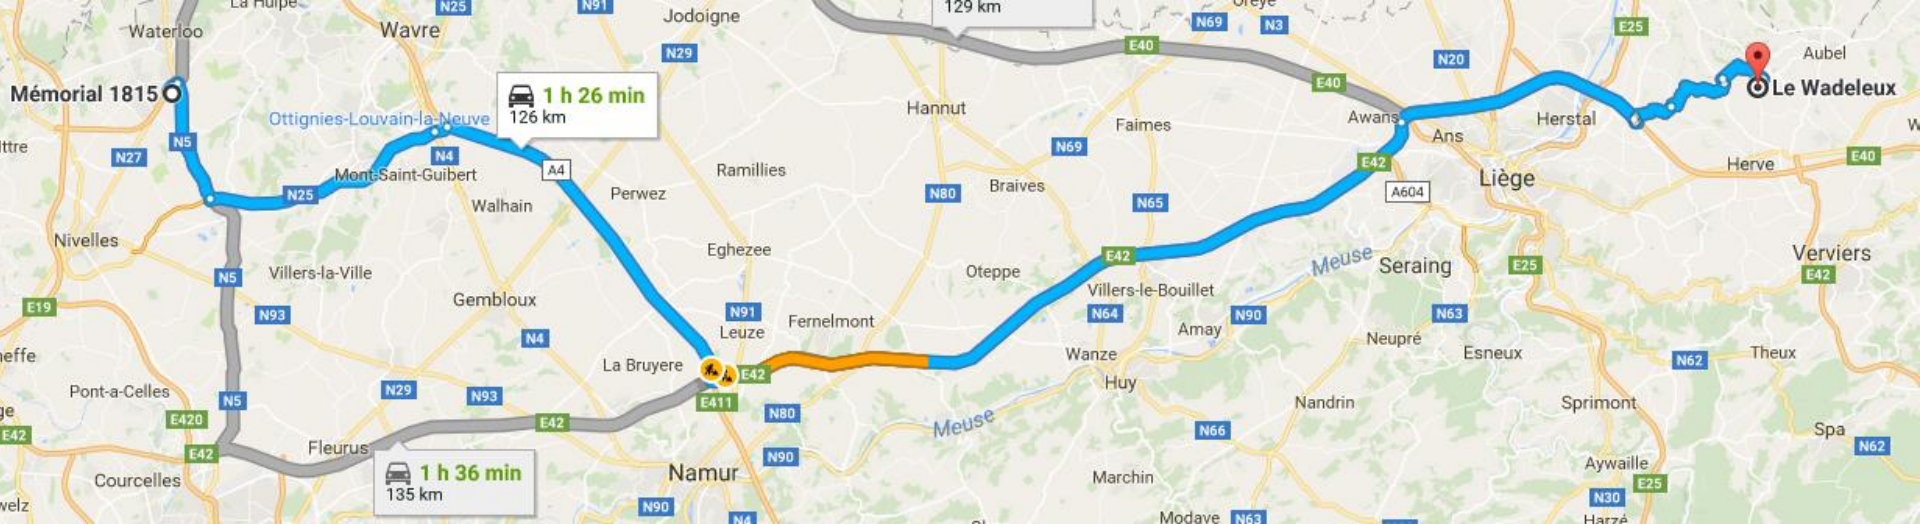 La Hulpe
N25
N91
Jodoigne
129 km
N69
N3
E25
Waterloo
Wavre
N29
E40
N20
Aubel
Mémorial 1815
1 h 26 min
126 km
E40
Le Wadeleux
Hannut
Ottignies-Louvain-la-Neuve
Faimes
Awans
Ans
Herstal
N5
N27
N4
A4
N69
E42
Herve
E40
Mont-Saint-Guibert
Ramillies
Braives
Liège
N25
Perwez
N80
N65
A604
Walhain
Nivelles
Eghezee
Meuse
Seraing
E25
Verviers
E42
N5
Villers-la-Ville
Oteppe
E42
Villers-le-Bouillet
E19
N93
Gembloux
N91
Leuze
Fernelmont
N64
N90
Amay
N63
N4
Neupré
Esneux
N62
Theux
La Bruyere
E42
Wanze
Huy
Pont-a-Celles
N29
N93
N5
E411
N80
Nandrin
Sprimont
E420
E42
E42
Meuse
N66
Spa
N62
E42
Fleurus
N90
Courcelles
1 h 36 min
135 km
Namur
Marchin
Aywaille
E25
N90
N4
Modave
N63
N30
Harzé